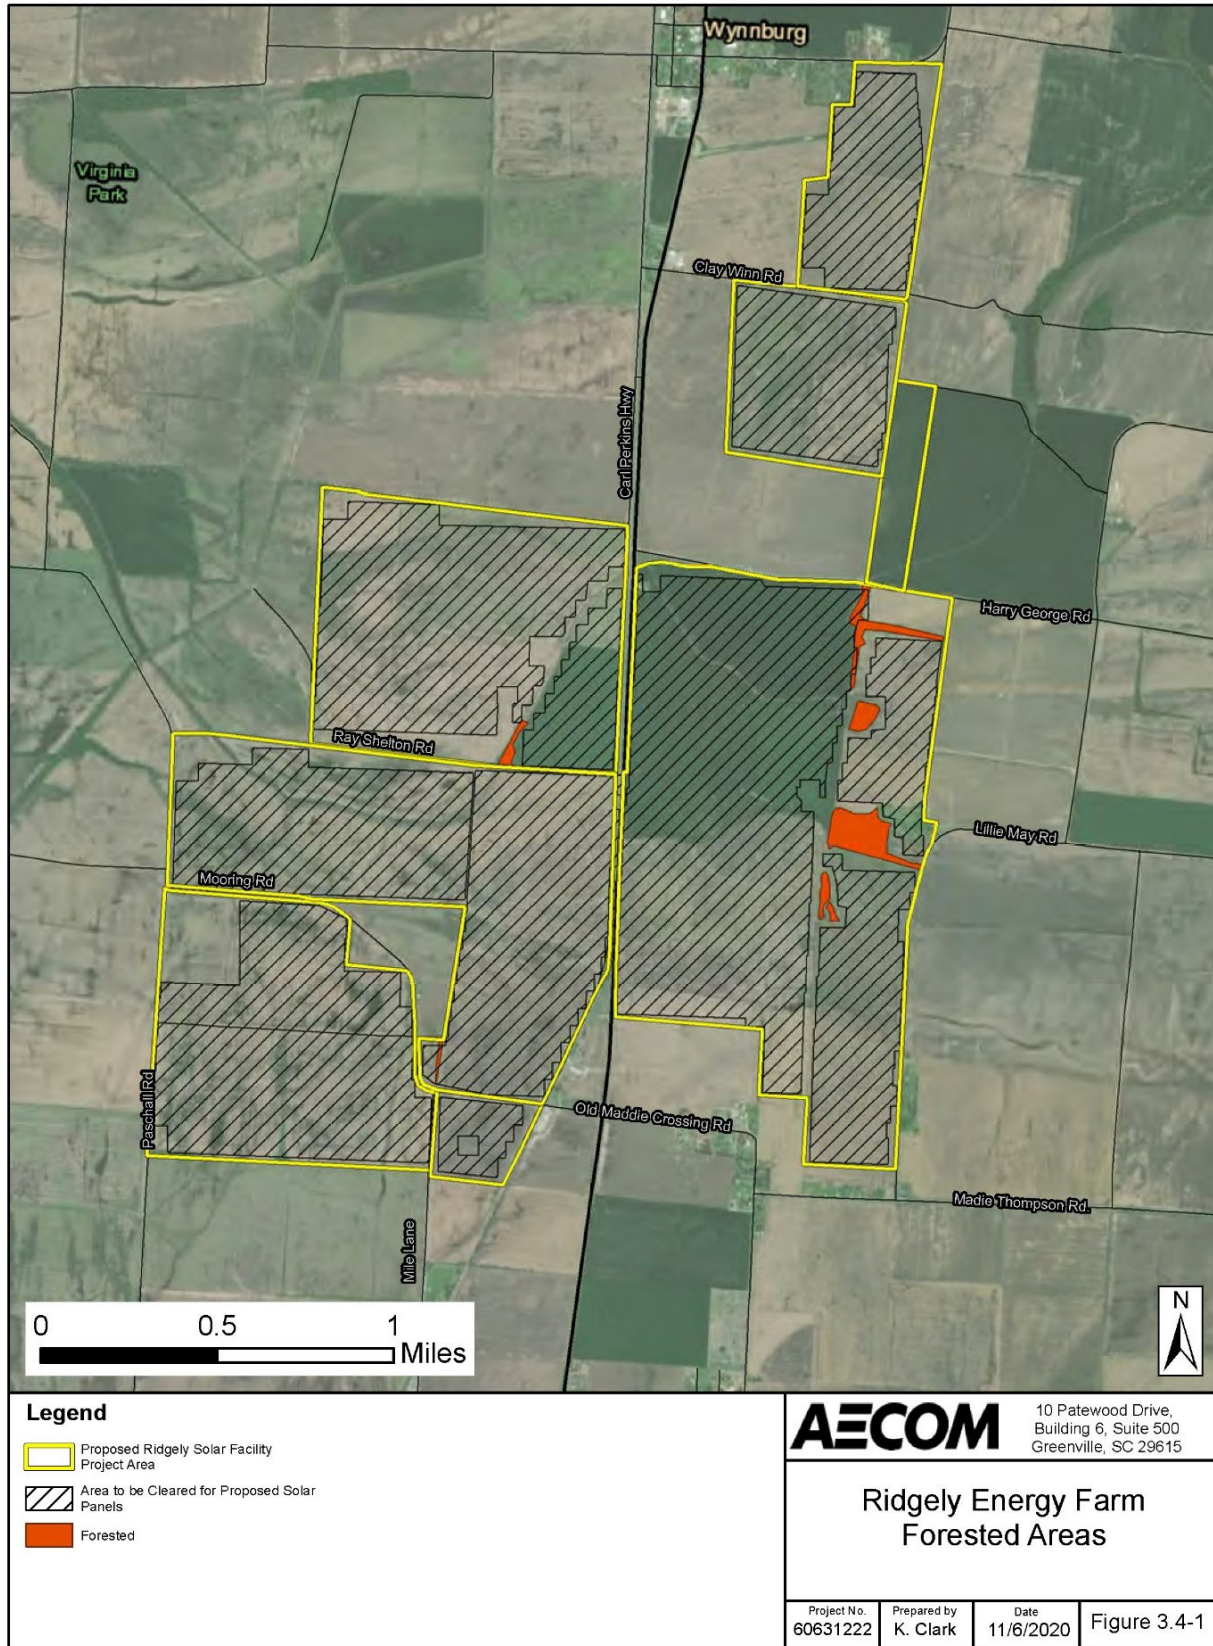 Wynnburg
Virginia
Park
Clay Winn Rd
Carl Perkins Hwy
Harry George Rd
Ray Shelton Rd
Lillie May Rd
Mooring Rd
Paschall Rd
Old Maddie Crossing Rd
Madie Thompson Rd.
Mile Lane
N
0 0.5 1
Miles
Legend
Proposed Ridgely Solar Facility
Project Area
Area to be Cleared for Proposed Solar
Panels
Forested
AECOM
10 Patewood Drive,
Building 6, Suite 500
Greenville, SC 29615
Ridgely Energy Farm
Forested Areas
Project No.
60631222
Prepared by
K. Clark
Date
11/6/2020
Figure 3.4-1